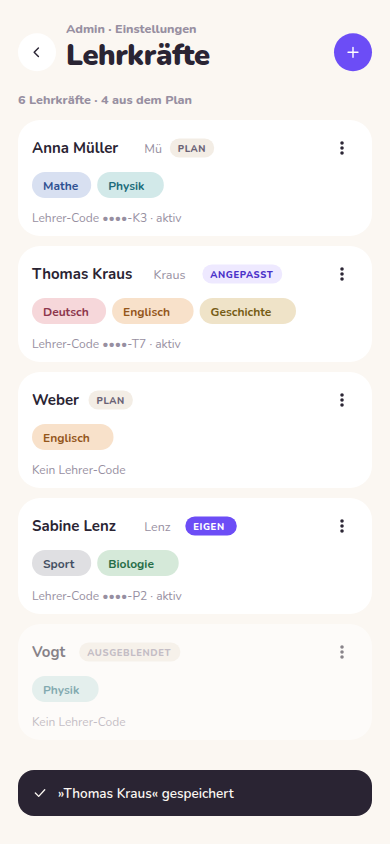 Admin · Einstellungen
Lehrkräfte
6 Lehrkräfte · 4 aus dem Plan
Anna Müller Mü PLAN
Mathe Physik
Lehrer-Code ●●●●-K3 · aktiv
Thomas Kraus Kraus ANGEPASST
Deutsch Englisch Geschichte
Lehrer-Code ●●●●-T7 · aktiv
Weber PLAN
Englisch
Kein Lehrer-Code
Sabine Lenz Lenz EIGEN
Sport Biologie
Lehrer-Code ●●●●-P2 · aktiv
Vogt AUSGEBLENDET
Physik
Kein Lehrer-Code
»Thomas Kraus« gespeichert